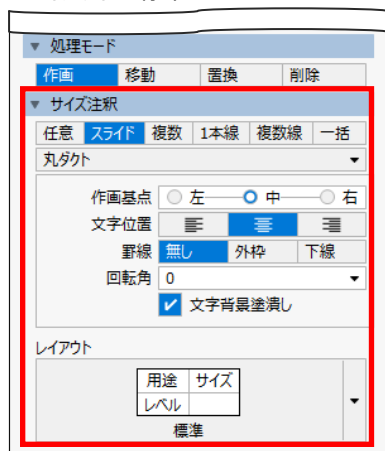 処理モード
作画 移動 置換 削除
サイズ注釈
任意 スライド 複数 1本線 複数線 一括
丸ダクト
作画基点 左 中 右
文字位置
罫線 無し 外枠 下線
回転角 0
文字背景塗潰し
レイアウト
用途 サイズ
レベル
標準